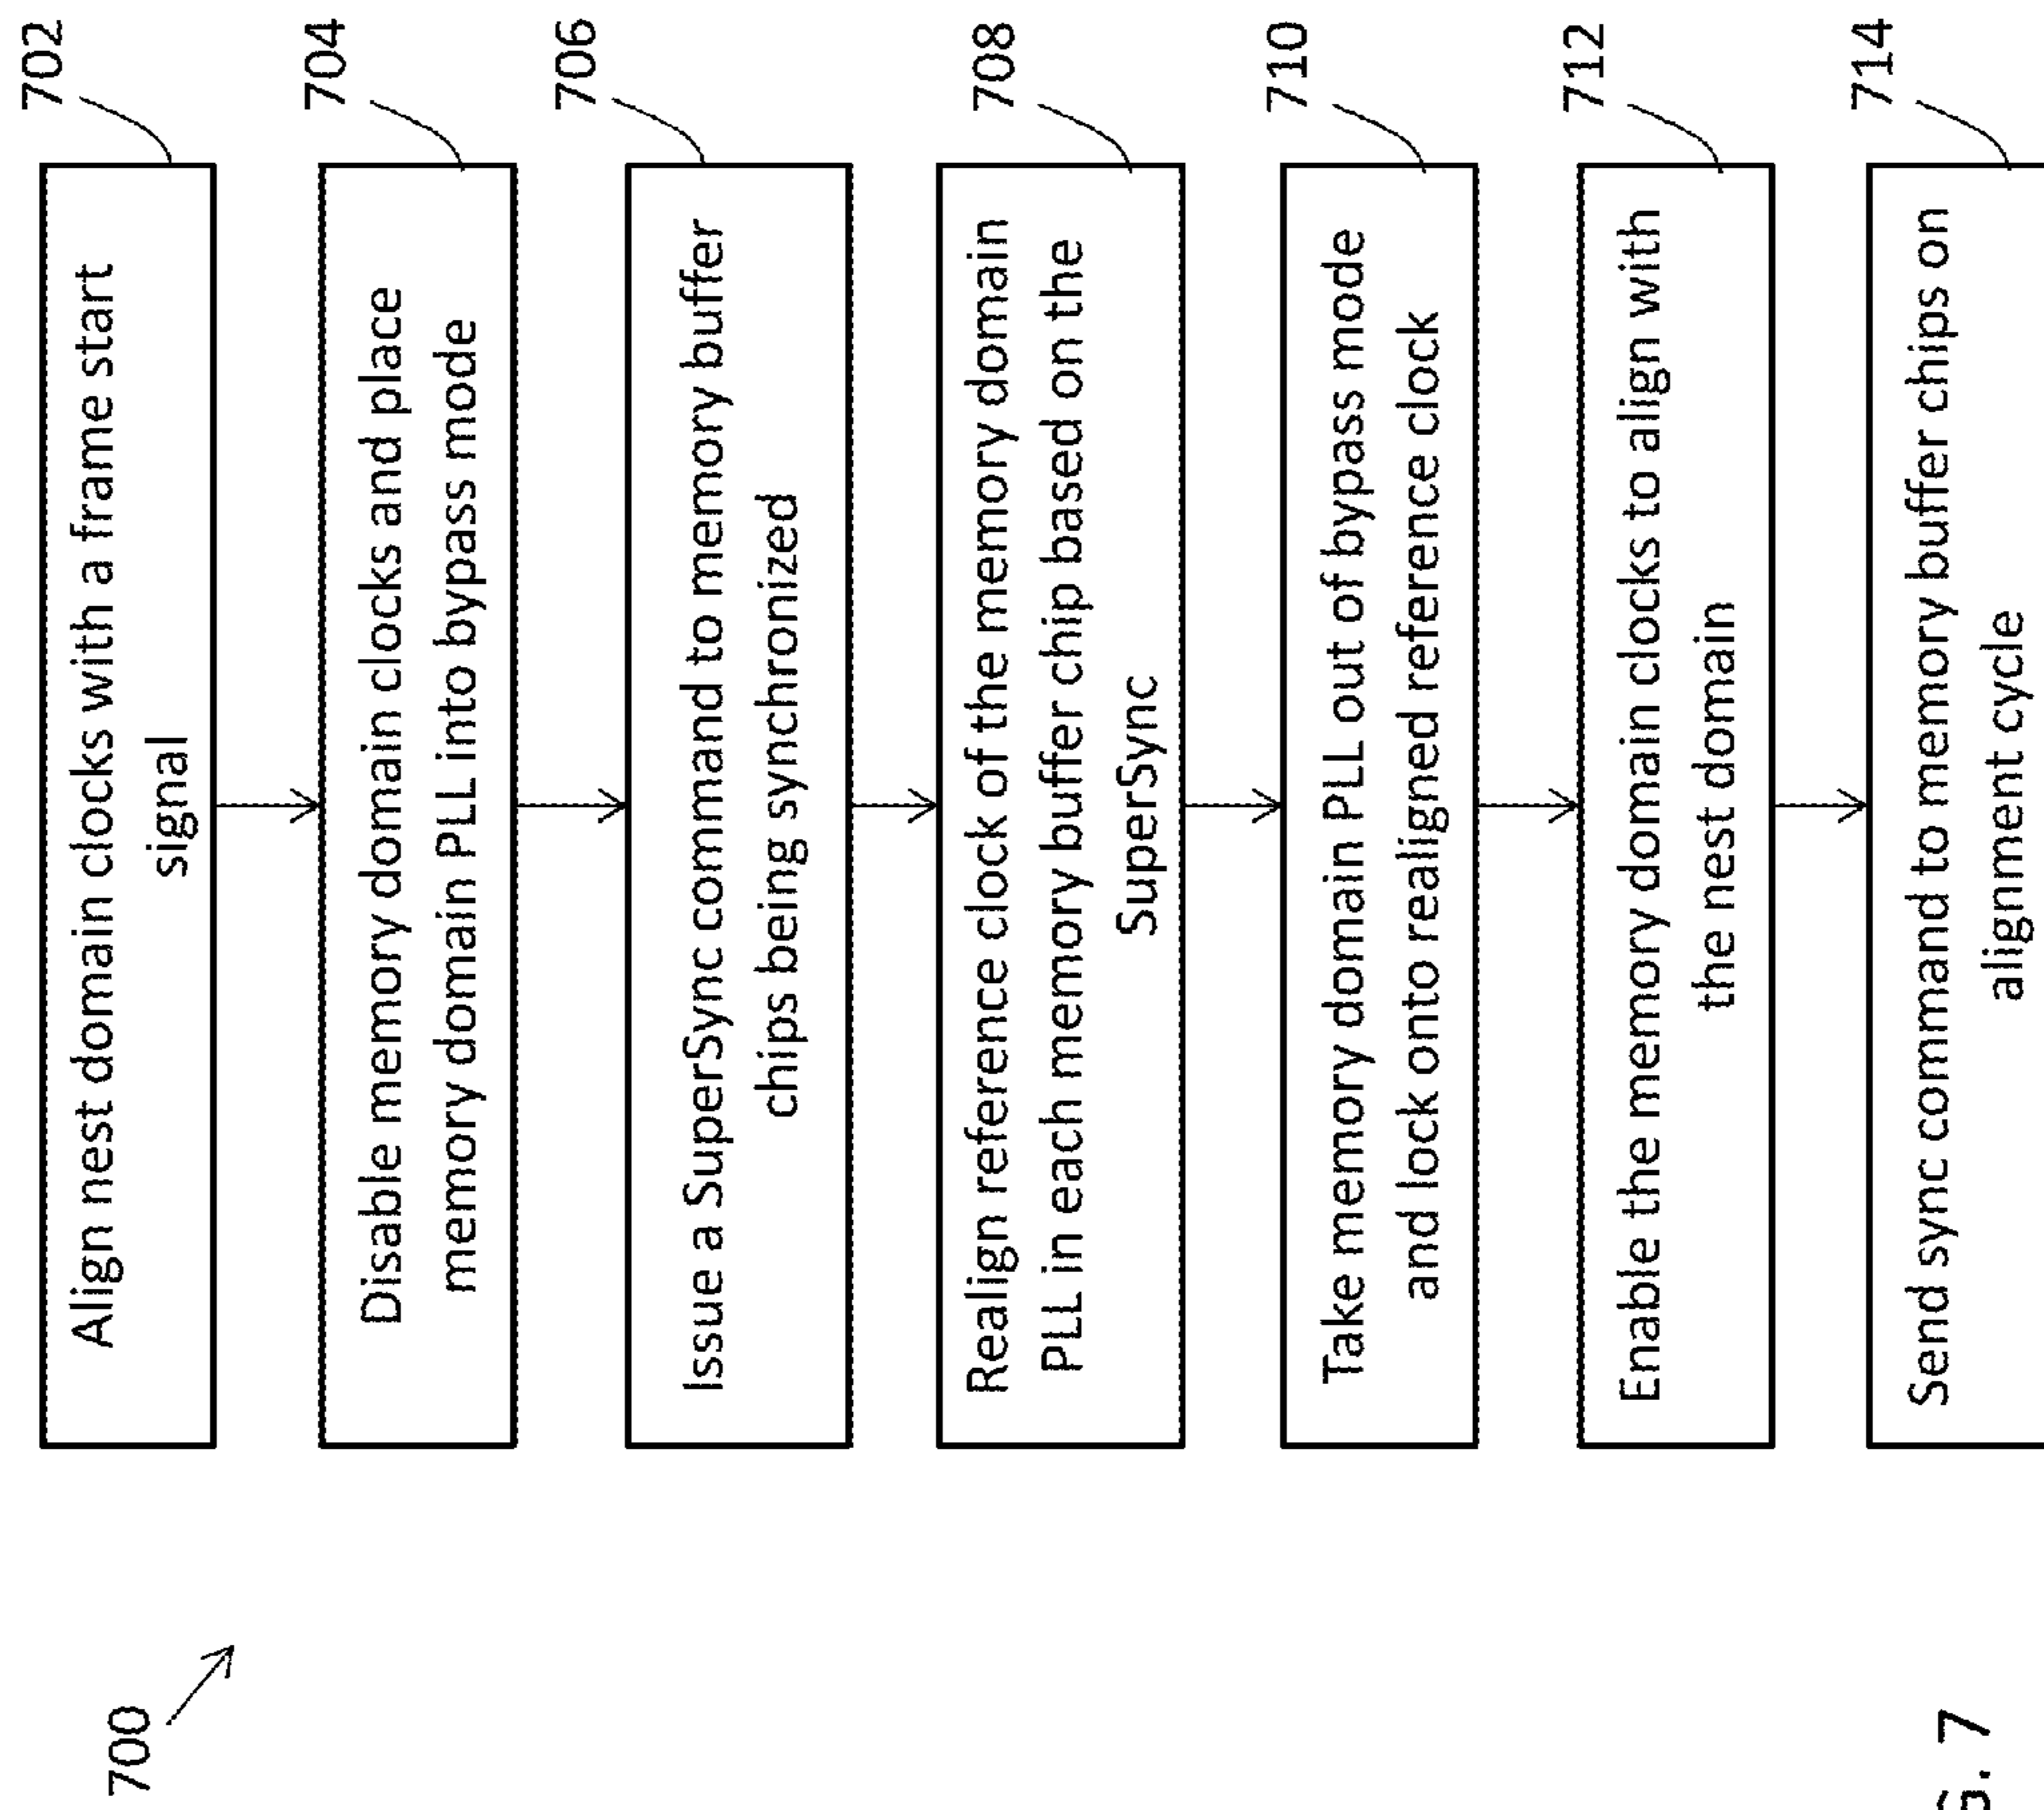 700
Align nest domain clocks with a frame start
signal
702
Disable memory domain clocks and place
memory domain PLL into bypass mode
704
Issue a SuperSync command to memory buffer
chips being synchronized
706
Realign reference clock of the memory domain
PLL in each memory buffer chip based on the
SuperSync
708
Take memory domain PLL out of bypass mode
and lock onto realigned reference clock
710
Enable the memory domain clocks to align with
the nest domain
712
Send sync command to memory buffer chips on
alignment cycle
714
G. 7